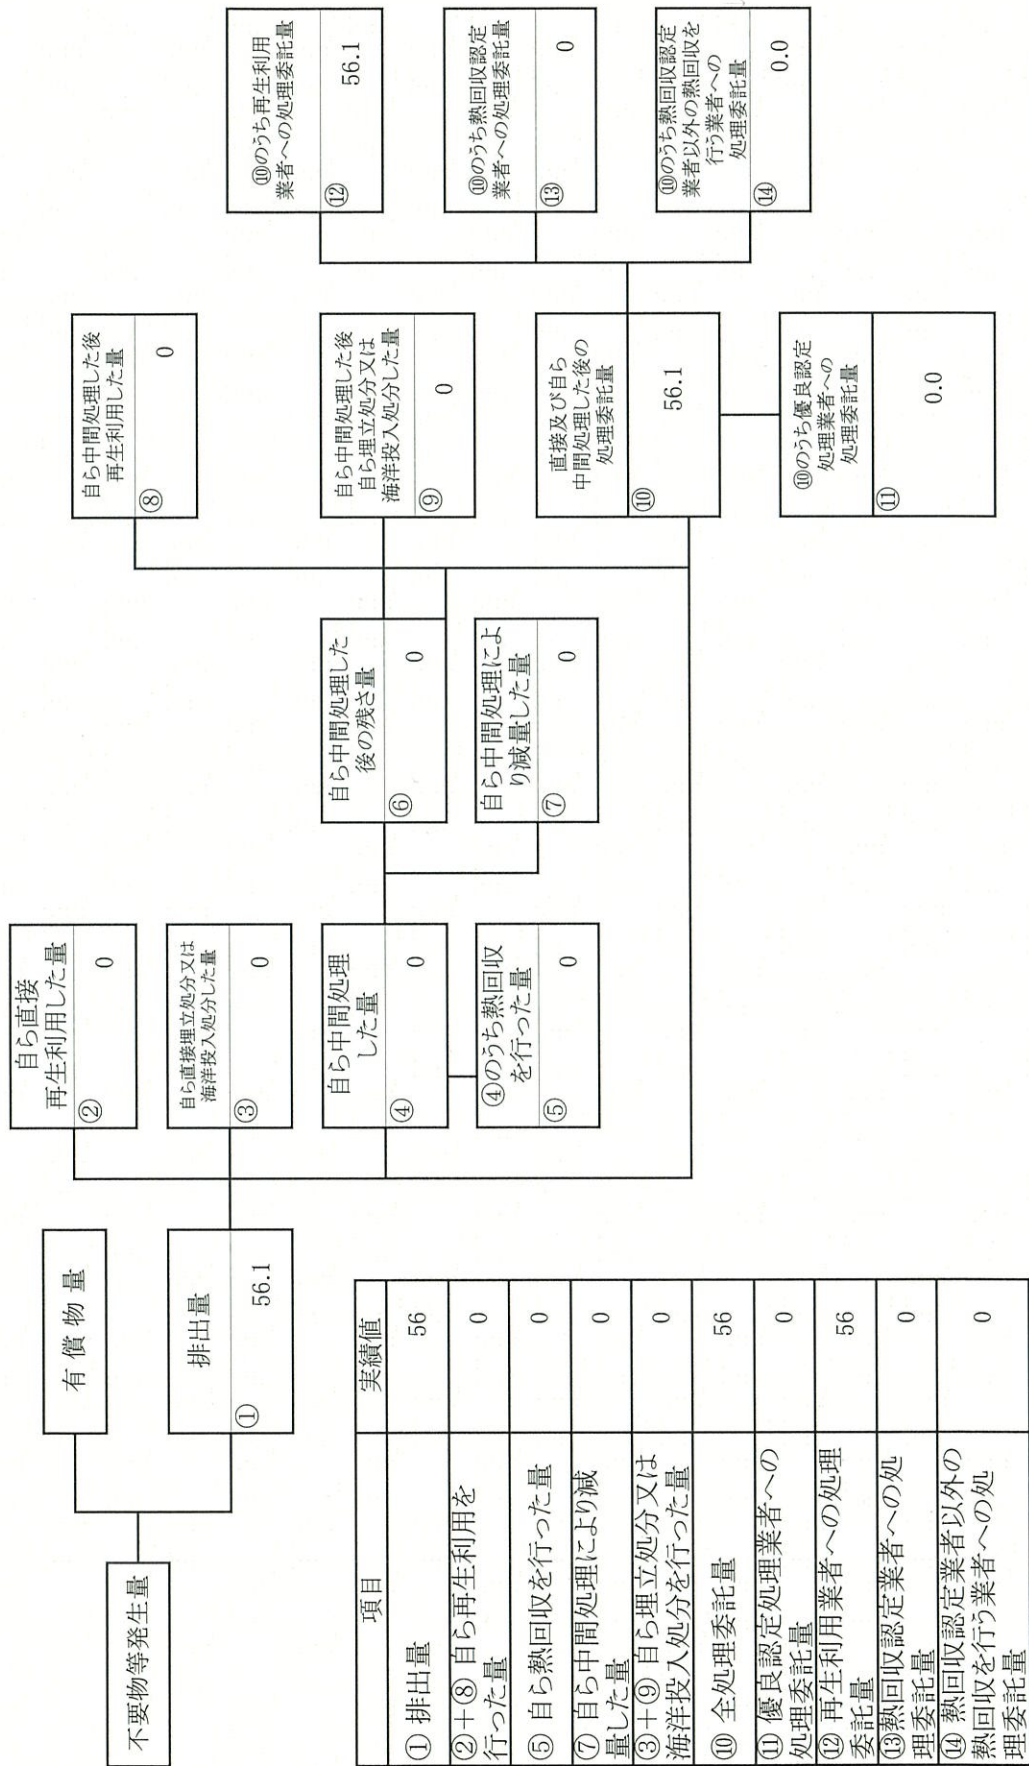 不要物等発生量
有償物量
排出量
①
56.1
自ら直接
再生利用した量
②
0
自ら直接埋立処分又は
海洋投入処分した量
③
0
自ら中間処理
した量
④
0
④のうち熱回収
を行った量
⑤
0
自ら中間処理した
後の残さ量
⑥
0
自ら中間処理によ
り減量した量
⑦
0
自ら中間処理した後
再生利用した量
⑧
0
自ら中間処理した後
自ら埋立処分又は
海洋投入処分した量
⑨
0
直接及び自ら
中間処理した後の
処理委託量
⑩
56.1
⑩のうち優良認定
処理業者への
処理委託量
⑪
0.0
⑩のうち再生利用
業者への処理委託量
⑫
56.1
⑩のうち熱回収認定
業者への処理委託量
⑬
0
⑩のうち熱回収認定
業者以外の熱回収を
行う業者への
処理委託量
⑭
0.0
項目 実績値
① 排出量 56
②+⑧ 自ら再生利用を
行った量 0
⑤ 自ら熱回収を行った量 0
⑦ 自ら中間処理により減
量した量 0
③+⑨ 自ら埋立処分又は
海洋投入処分を行った量 0
⑩ 全処理委託量 56
⑪ 優良認定処理業者への
処理委託量 0
⑫ 再生利用業者への処理
委託量 56
⑬熱回収認定業者への処
理委託量 0
⑭ 熱回収認定業者以外の
熱回収を行う業者への処
理委託量 0